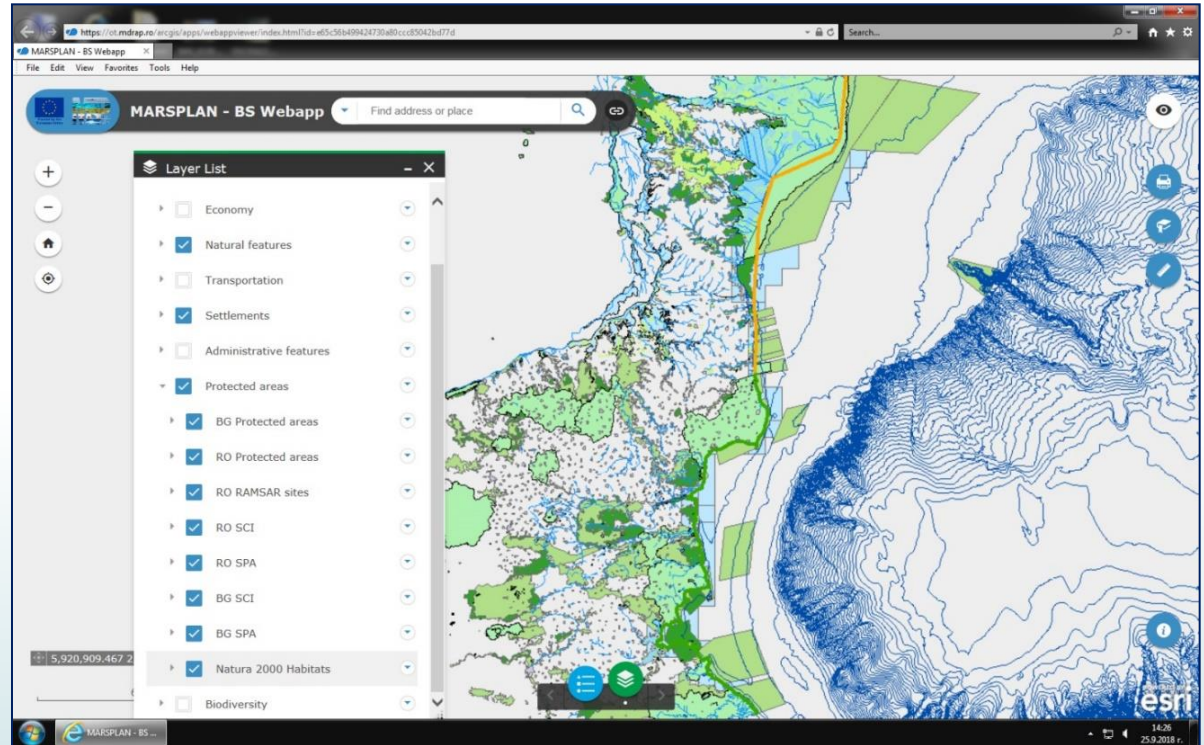 https://ot.mdrap.ro/arcgis/apps/webappviewer/index.html?id=e65c56b499424730a80ccc85042bd77d
Search...
MARSPLAN - BS Webapp
File Edit View Favorites Tools Help
MARSPLAN - BS Webapp
Find address or place
Layer List
Economy
Natural features
Transportation
Settlements
Administrative features
Protected areas
BG Protected areas
RO Protected areas
RO RAMSAR sites
RO SCI
RO SPA
BG SCI
BG SPA
Natura 2000 Habitats
Biodiversity
5,920,909.467 2
esri
MARSPLAN - BS ...
14:26
25.9.2018 г.